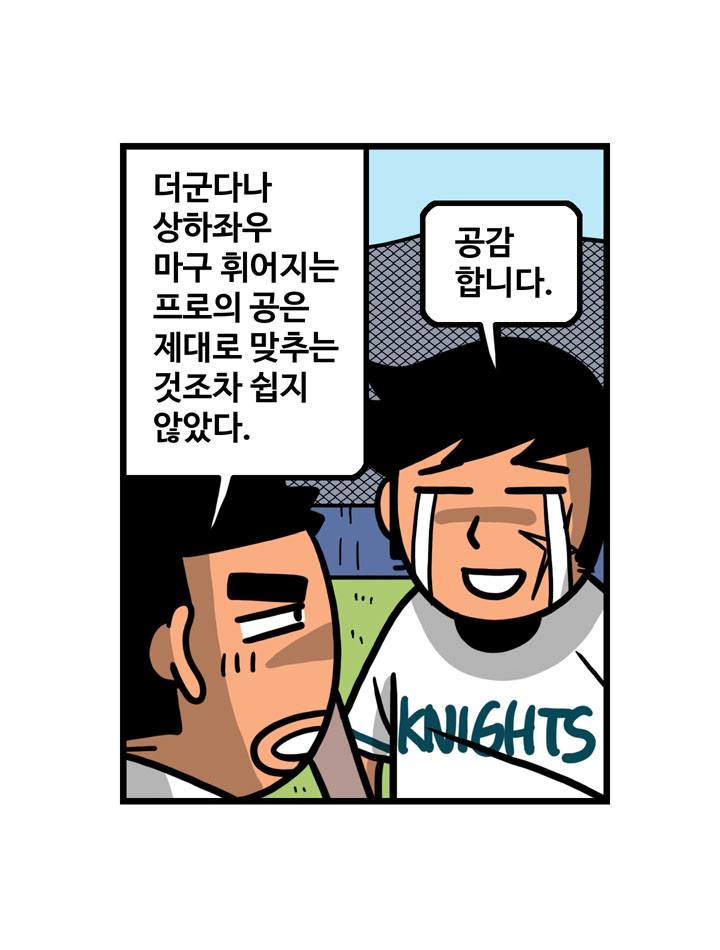 더군다나
상하좌우
마구 휘어지는
프로의 공은
제대로 맞추는
것조차 쉽지
않았다.
공감
합니다.
KNIGHTS